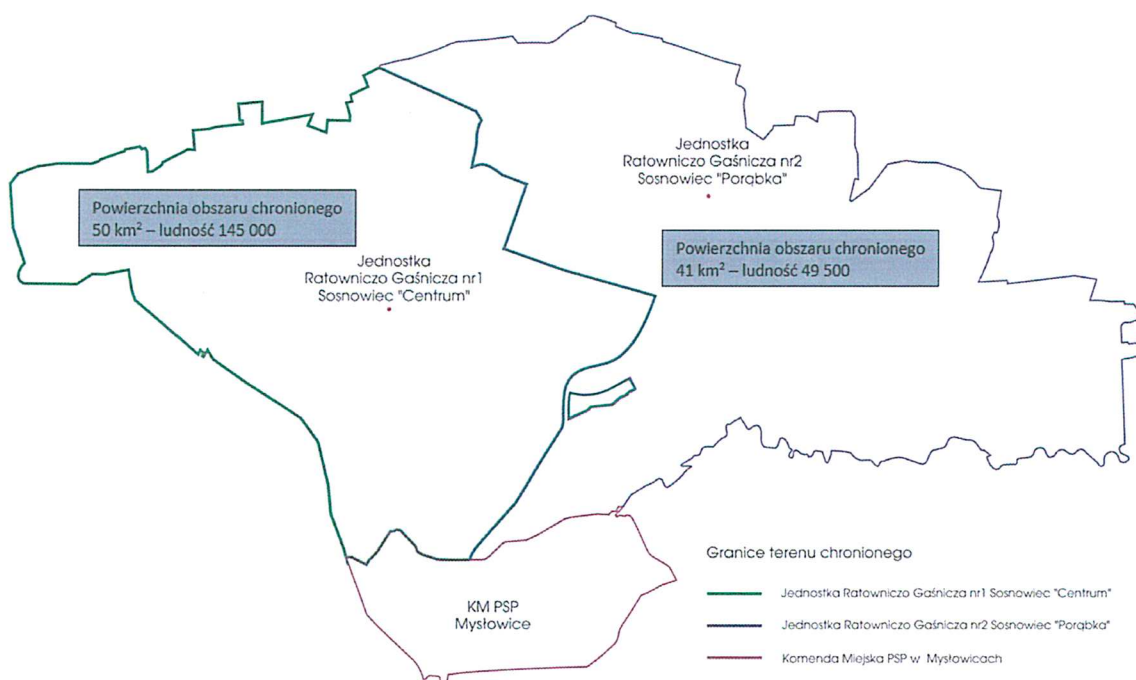 Jednostka
Ratowniczo Gaśnicza nr2
Sosnowiec "Porąbka"
Powierzchnia obszaru chronionego
50 km² – ludność 145 000
Powierzchnia obszaru chronionego
41 km² – ludność 49 500
Jednostka
Ratowniczo Gaśnicza nr1
Sosnowiec "Centrum"
KM PSP
Mysłowice
Granice terenu chronionego
Jednostka Ratowniczo Gaśnicza nr1 Sosnowiec "Centrum"
Jednostka Ratowniczo Gaśnicza nr2 Sosnowiec "Porąbka"
Komenda Miejska PSP w Mysłowicach